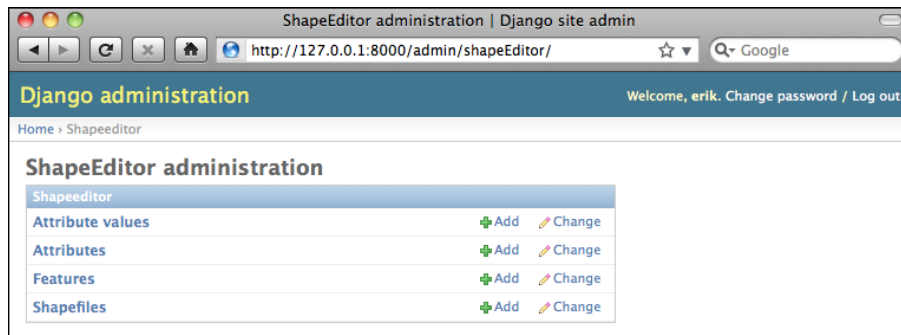 ShapeEditor administration | Django site admin
http://127.0.0.1:8000/admin/shapeEditor/
Google
Django administration
Welcome, erik. Change password / Log out
Home › Shapeeditor
ShapeEditor administration
Shapeeditor
Attribute values Add Change
Attributes Add Change
Features Add Change
Shapefiles Add Change